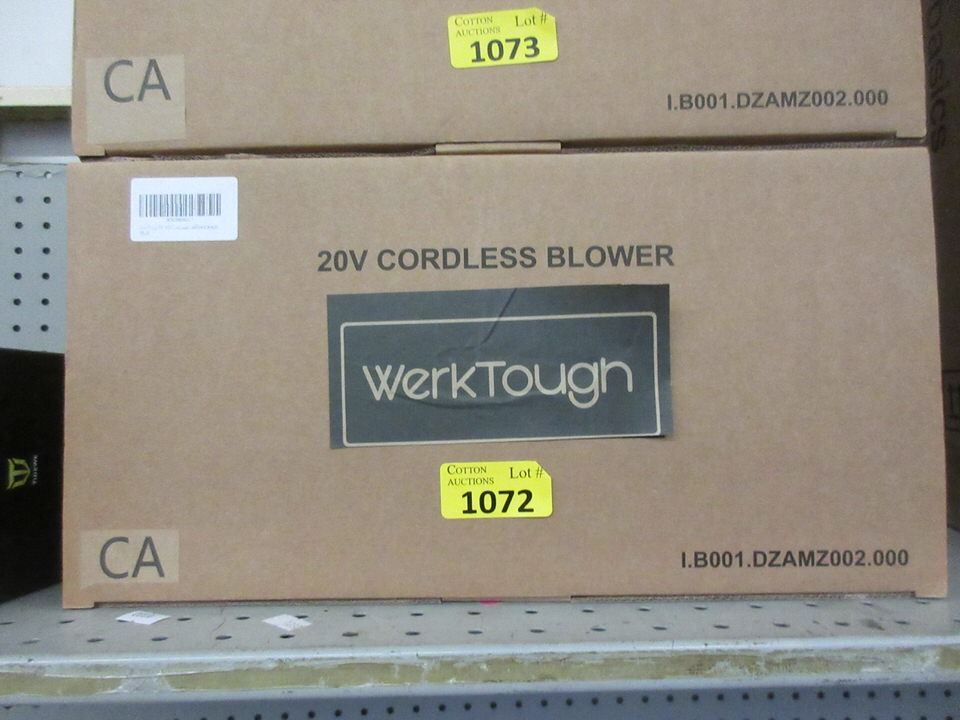 COTTON Lot #
AUCTIONS
1073
CA
I.B001.DZAMZ002.000
20V CORDLESS BLOWER
WerkTough
COTTON Lot #
AUCTIONS
1072
CA
I.B001.DZAMZ002.000
basics